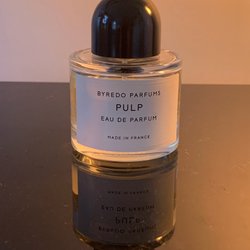 BYREDO PARFUMS
PULP
EAU DE PARFUM
MADE IN FRANCE